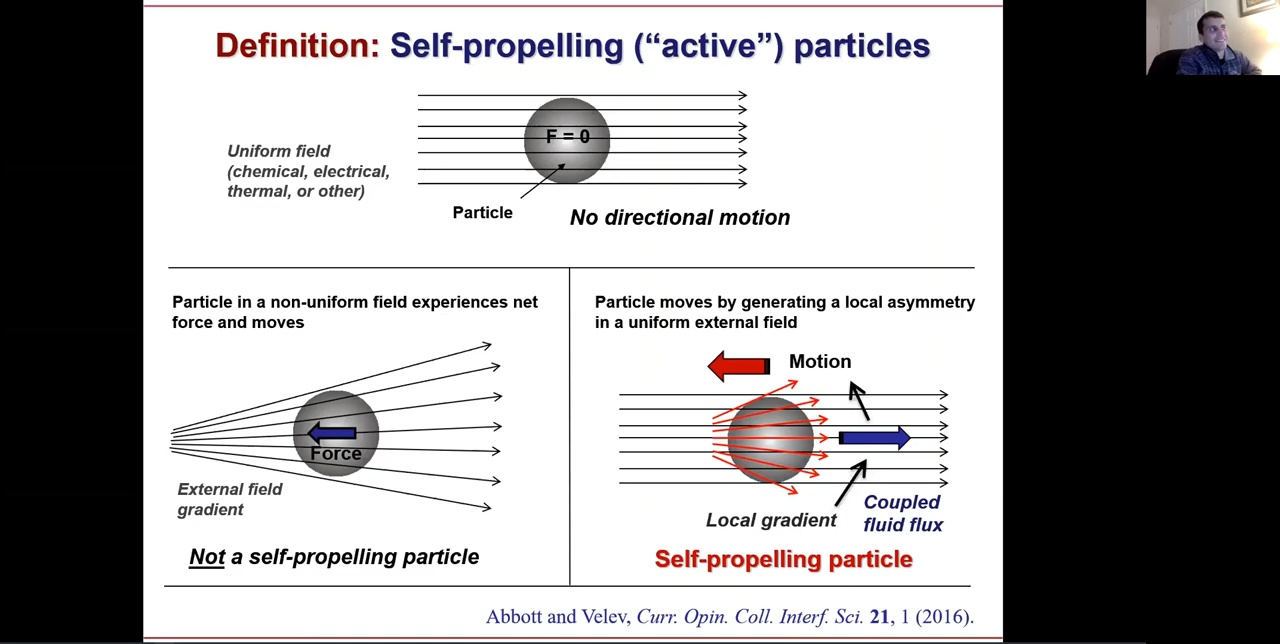 Definition: Self-propelling (“active”) particles
F = 0
Uniform field
(chemical, electrical,
thermal, or other)
Particle
No directional motion
Particle in a non-uniform field experiences net
force and moves
Force
External field
gradient
Not a self-propelling particle
Particle moves by generating a local asymmetry
in a uniform external field
Motion
Local gradient
Coupled
fluid flux
Self-propelling particle
Abbott and Velev, Curr. Opin. Coll. Interf. Sci. 21, 1 (2016).